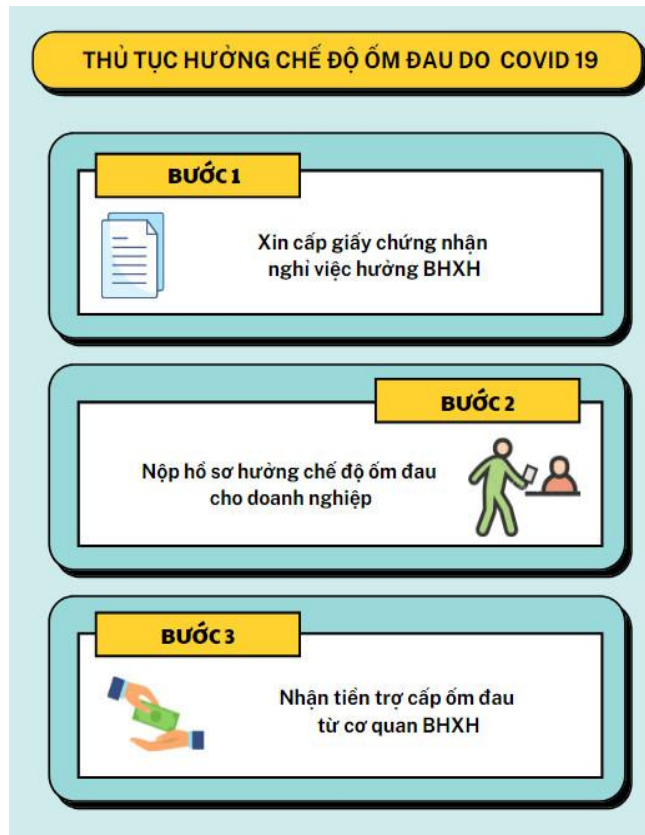 THỦ TỤC HƯỞNG CHẾ ĐỘ ỐM ĐAU DO COVID 19
BƯỚC 1
Xin cấp giấy chứng nhận
nghỉ việc hưởng BHXH
BƯỚC 2
Nộp hồ sơ hưởng chế độ ốm đau
cho doanh nghiệp
BƯỚC 3
Nhận tiền trợ cấp ốm đau
từ cơ quan BHXH